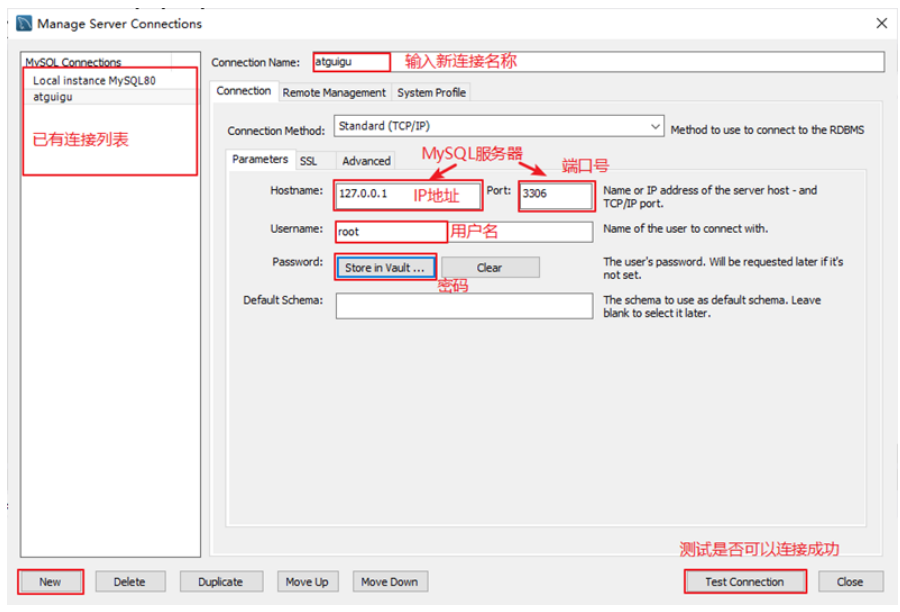 Manage Server Connections
MySQL Connections
Local instance MySQL80
atguigu
已有连接列表
Connection Name: atguigu 输入新连接名称
Connection Remote Management System Profile
Connection Method: Standard (TCP/IP) Method to use to connect to the RDBMS
Parameters SSL Advanced
MySQL服务器
端口号
Hostname: 127.0.0.1 IP地址 Port: 3306 Name or IP address of the server host - and
TCP/IP port.
Username: root 用户名 Name of the user to connect with.
Password: Store in Vault ... Clear The user's password. Will be requested later if it's
not set.
密码
Default Schema: The schema to use as default schema. Leave
blank to select it later.
测试是否可以连接成功
New Delete Duplicate Move Up Move Down Test Connection Close